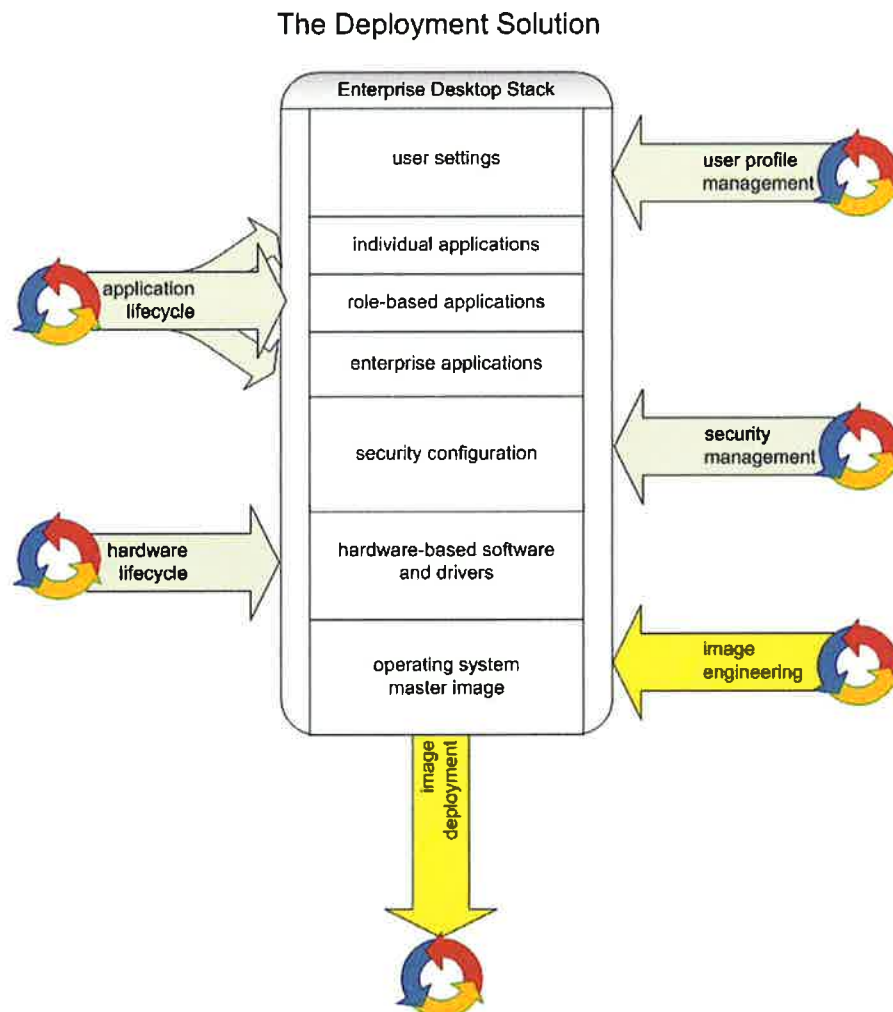 The Deployment Solution
Enterprise Desktop Stack
user settings
user profile
management
individual applications
application
lifecycle
role-based applications
enterprise applications
security configuration
security
management
hardware
lifecycle
hardware-based software
and drivers
operating system
master image
image
engineering
image
deployment